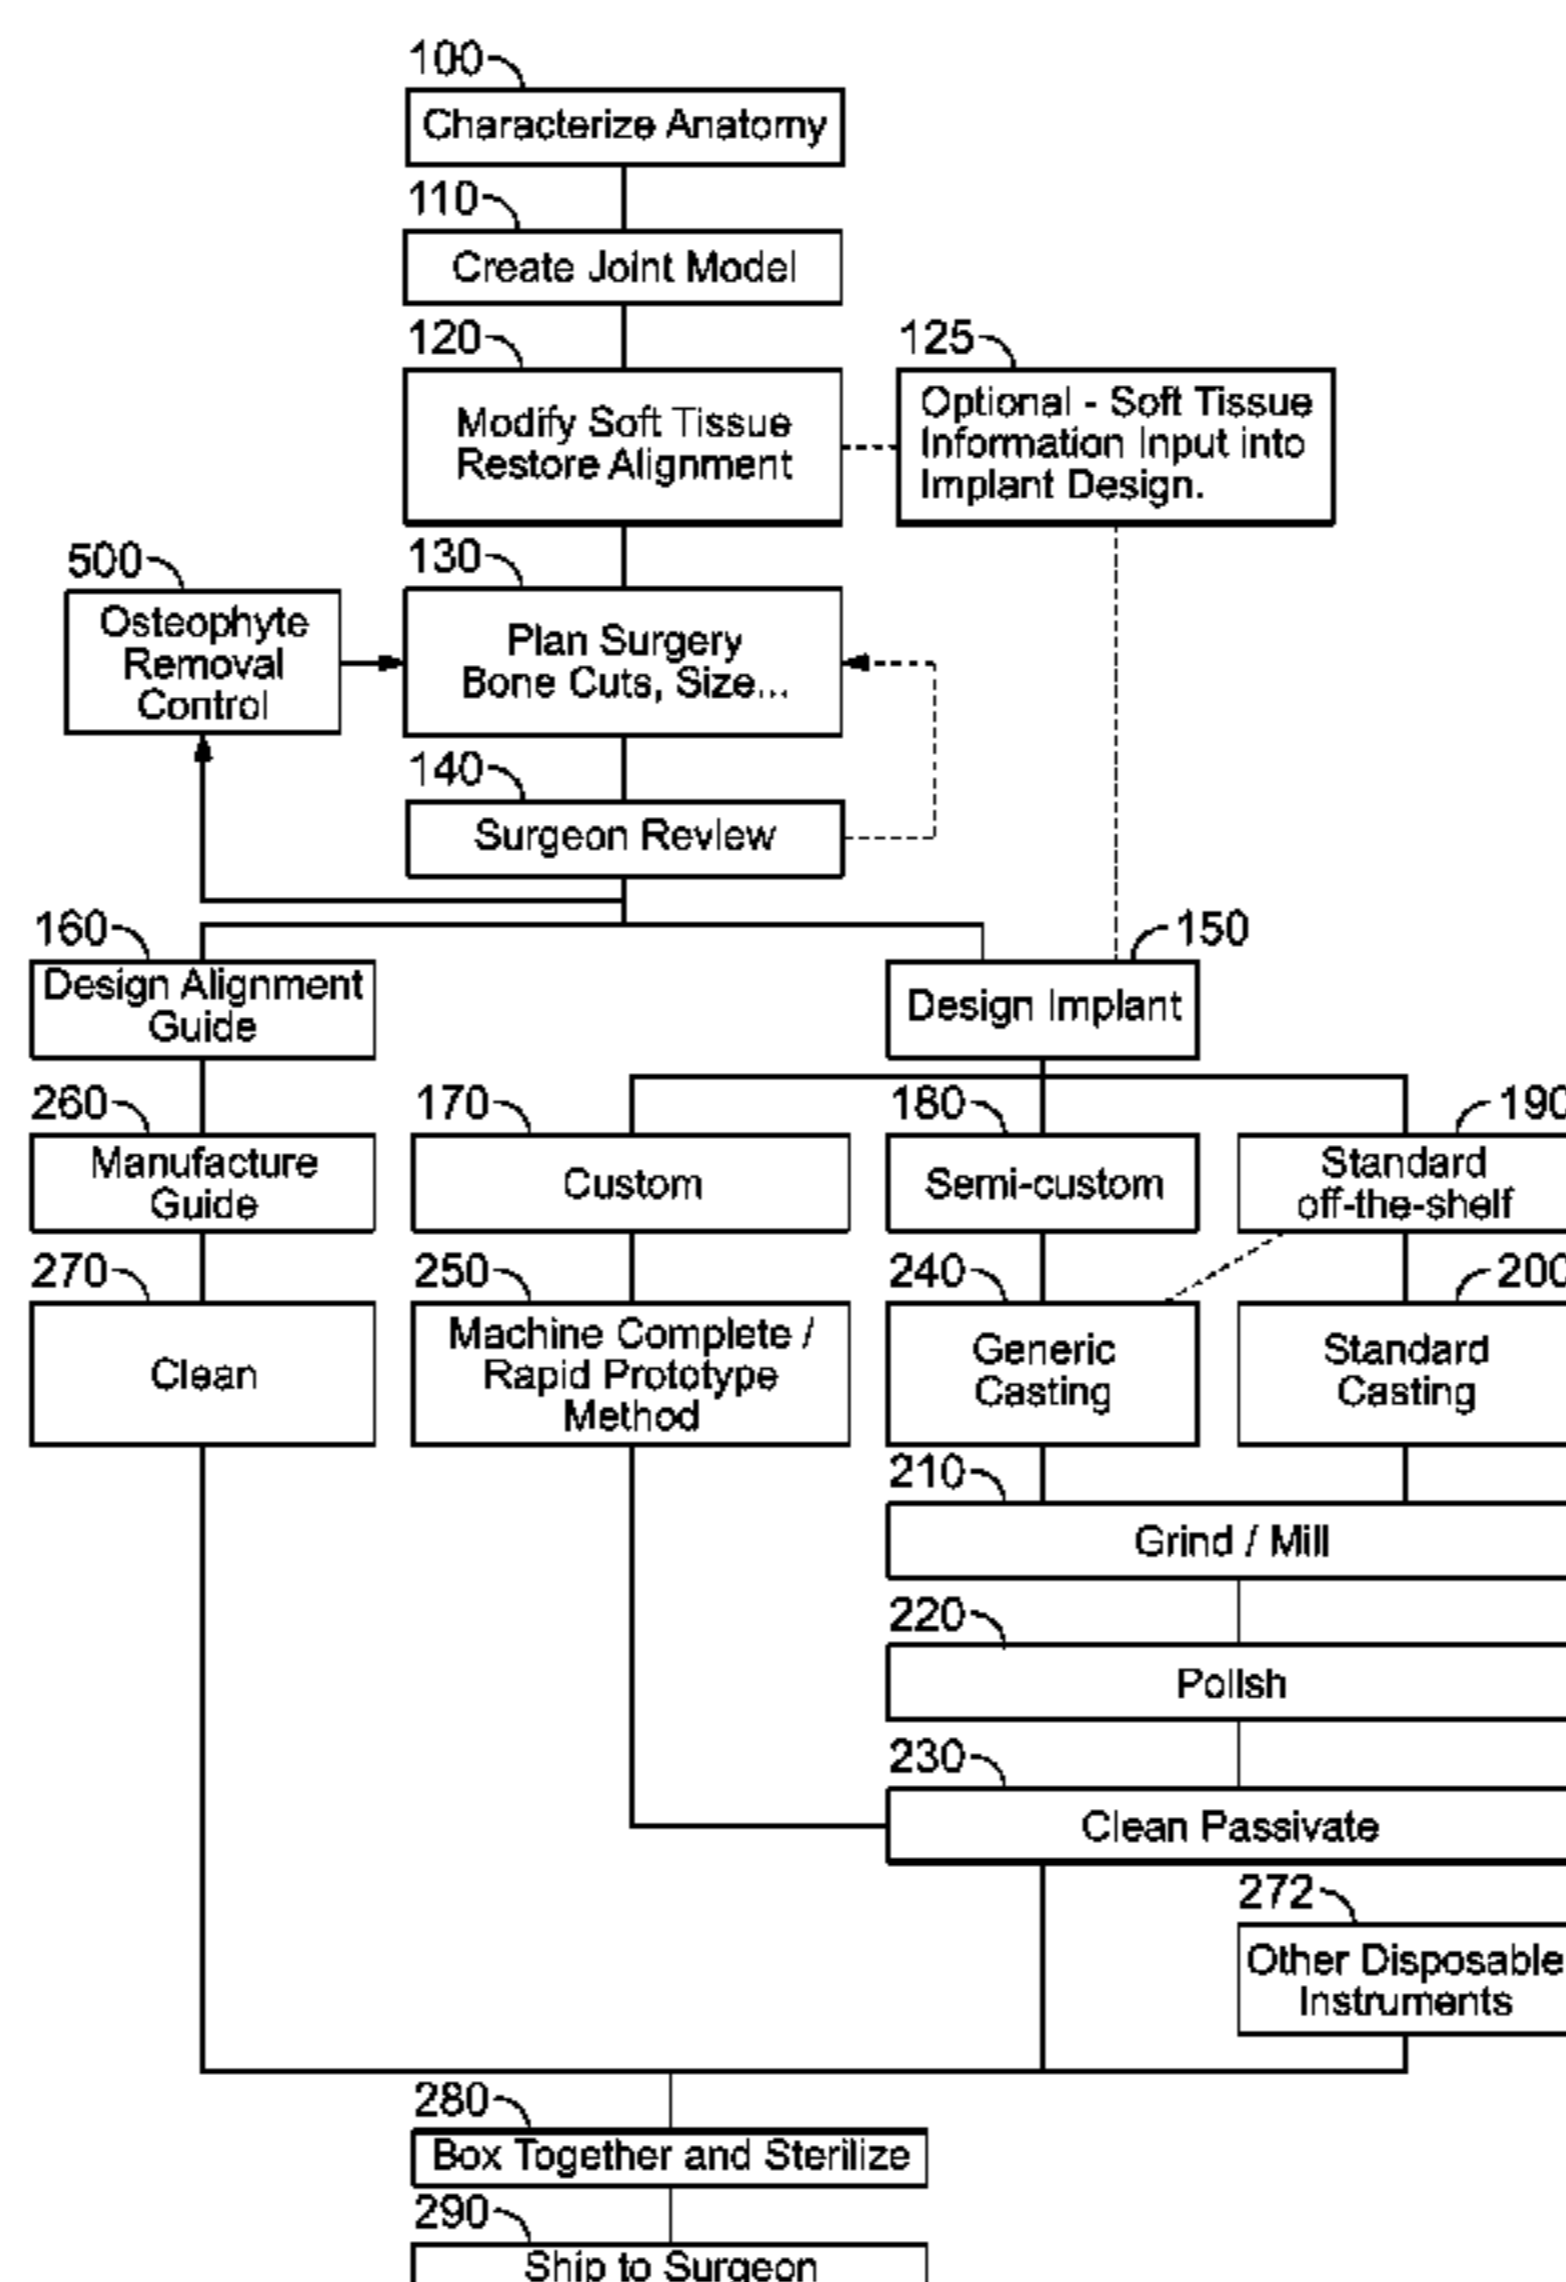 100
Characterize Anatomy
110
Create Joint Model
120
Modify Soft Tissue
Restore Alignment
125
Optional - Soft Tissue
Information Input into
Implant Design.
500
Osteophyte
Removal
Control
130
Plan Surgery
Bone Cuts, Size...
140
Surgeon Review
160
Design Alignment
Guide
150
Design Implant
260
Manufacture
Guide
170
Custom
180
Semi-custom
190
Standard
off-the-shelf
270
Clean
250
Machine Complete /
Rapid Prototype
Method
240
Generic
Casting
200
Standard
Casting
210
Grind / Mill
220
Polish
230
Clean Passivate
272
Other Disposable
Instruments
280
Box Together and Sterilize
290
Ship to Surgeon